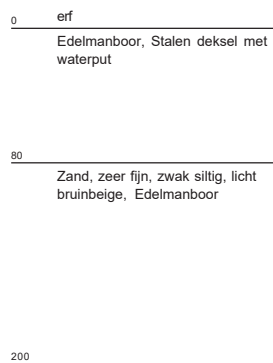 0 erf
Edelmanboor, Stalen deksel met
waterput
80
Zand, zeer fijn, zwak siltig, licht
bruinbeige, Edelmanboor
200